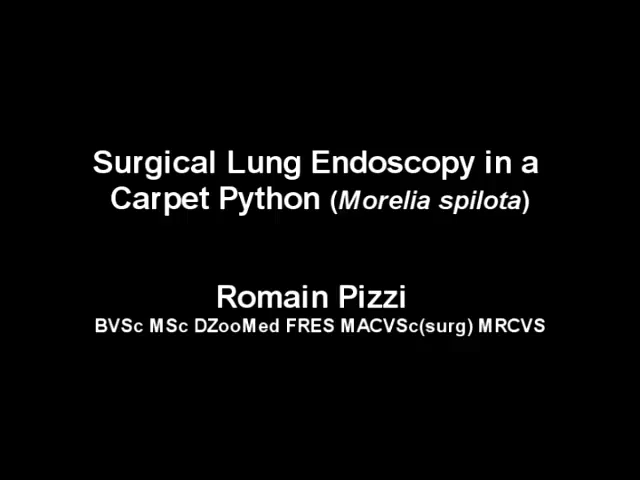 Surgical Lung Endoscopy in a
Carpet Python (Morelia spilota)
Romain Pizzi
BVSc MSc DZooMed FRES MACVSc(surg) MRCVS